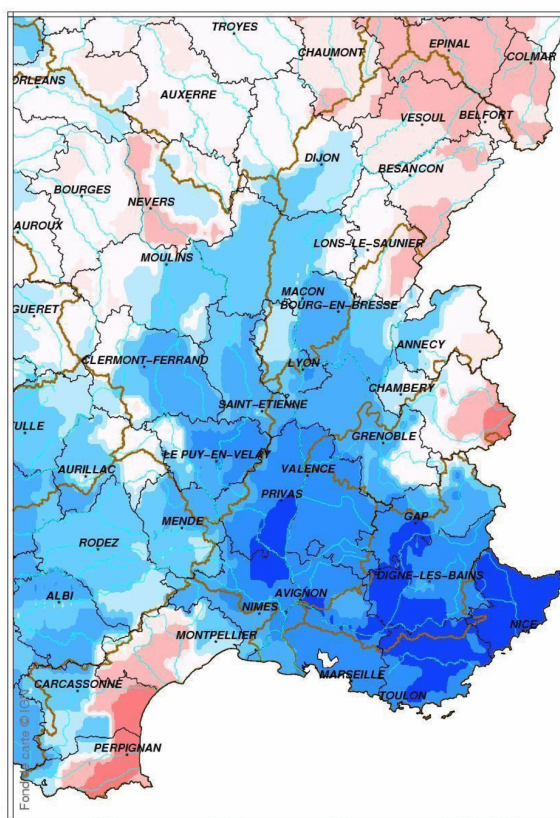 TROYES
EPINAL
CHAUMONT
COLMAR
ORLEANS
AUXERRE
VESOUL
BELFORT
DIJON
BESANCON
BOURGES
NEVERS
AUROUX
LONS-LE-SAUNIER
MOULINS
MACON
BOURG-EN-BRESSE
GUERET
ANNECY
CLERMONT-FERRAND
LYON
CHAMBERY
SAINT-ETIENNE
TULLE
GRENOBLE
LE PUY-EN-VELAY
AURILLAC
VALENCE
PRIVAS
MENDE
GAP
RODEZ
DIGNE-LES-BAINS
ALBI
AVIGNON
NIMES
NICE
MONTPELLIER
MARSEILLE
CARCASSONNE
TOULON
PERPIGNAN
Fond de carte © IGN